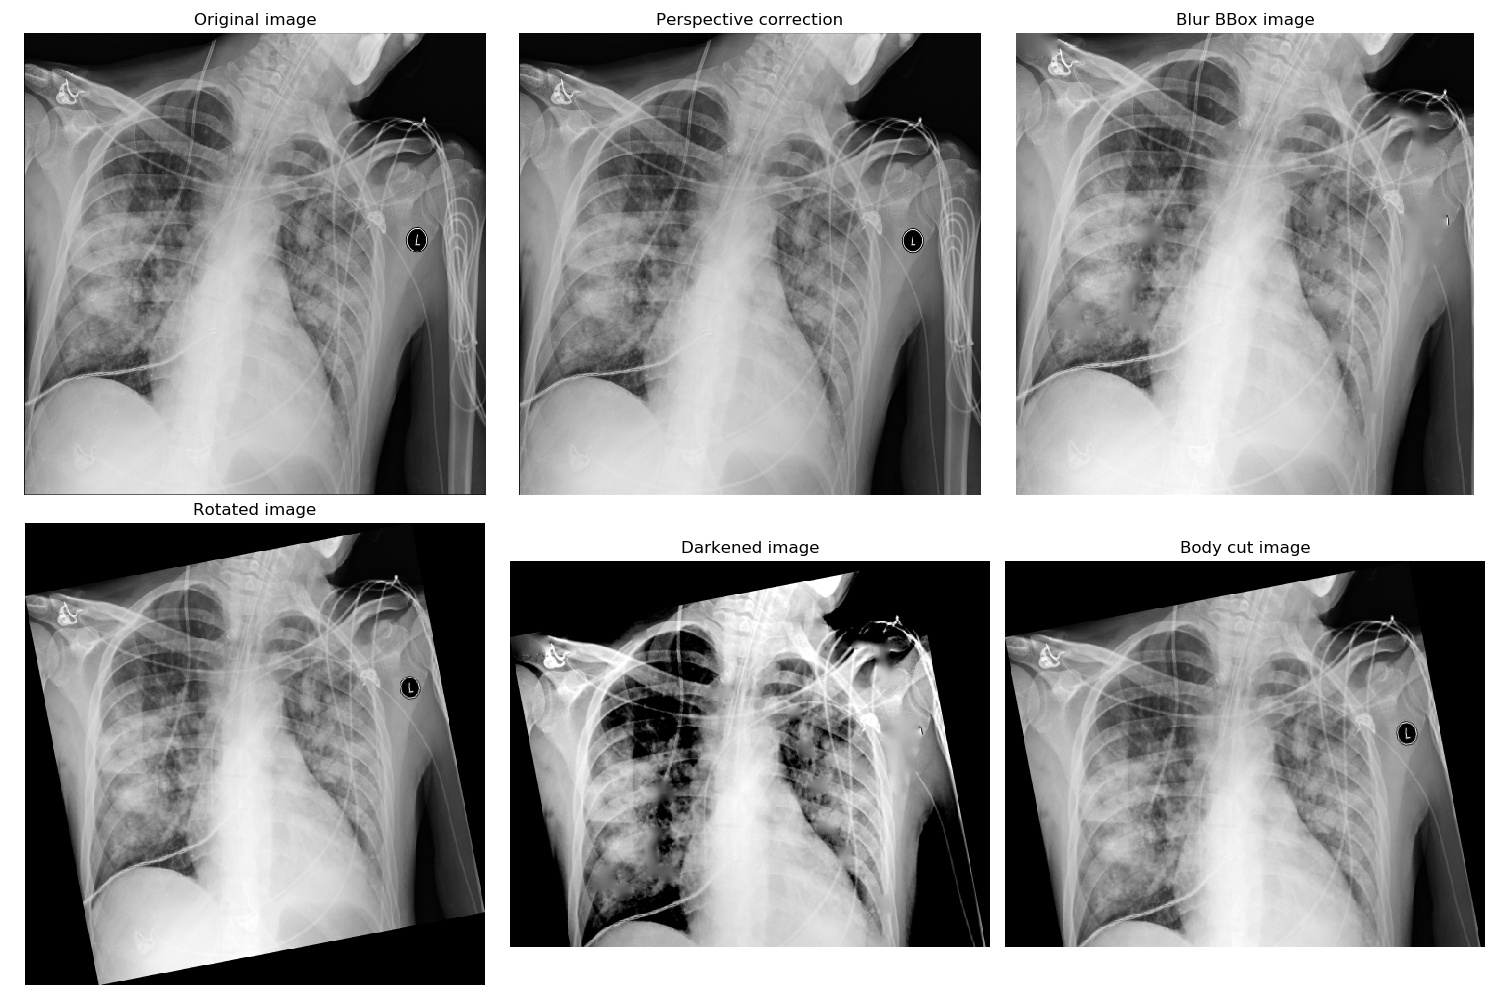 Original image
Perspective correction
Blur BBox image
L
L
Rotated image
Darkened image
Body cut image
L
L